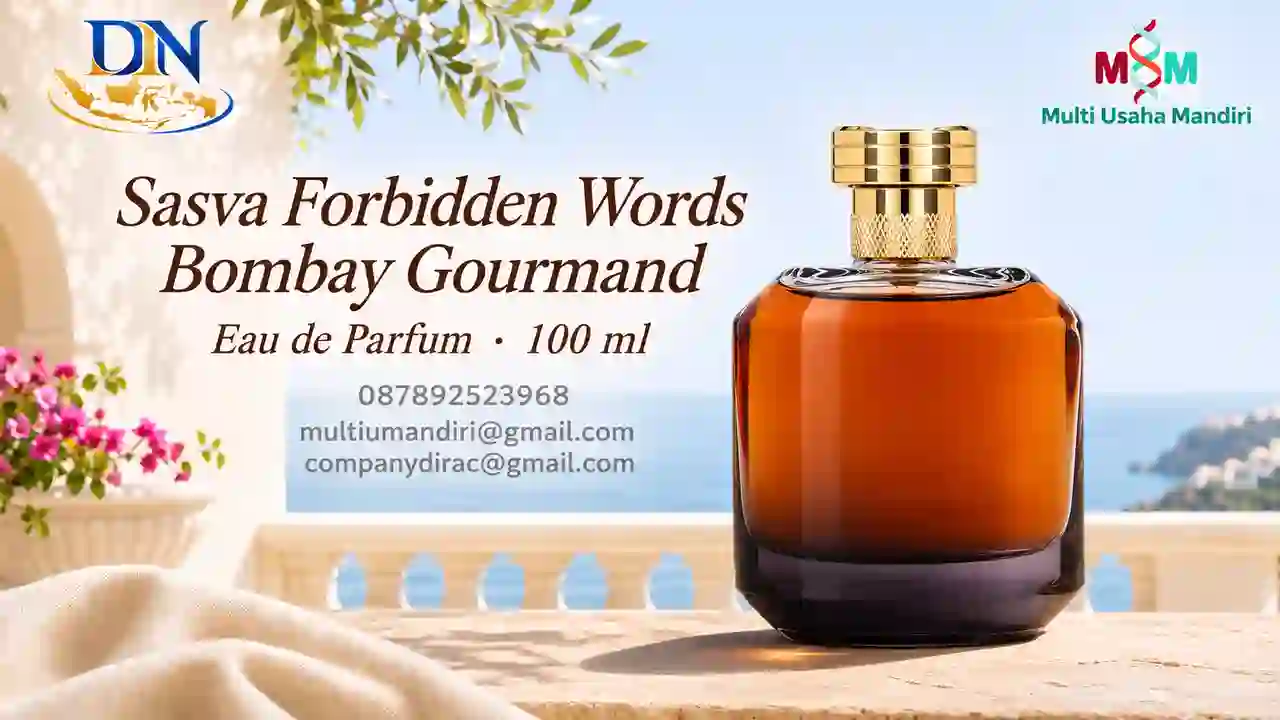 DN
M M
Multi Usaha Mandiri
Sasva Forbidden Words
Bombay Gourmand
Eau de Parfum · 100 ml
087892523968
multiumandiri@gmail.com
companydirac@gmail.com